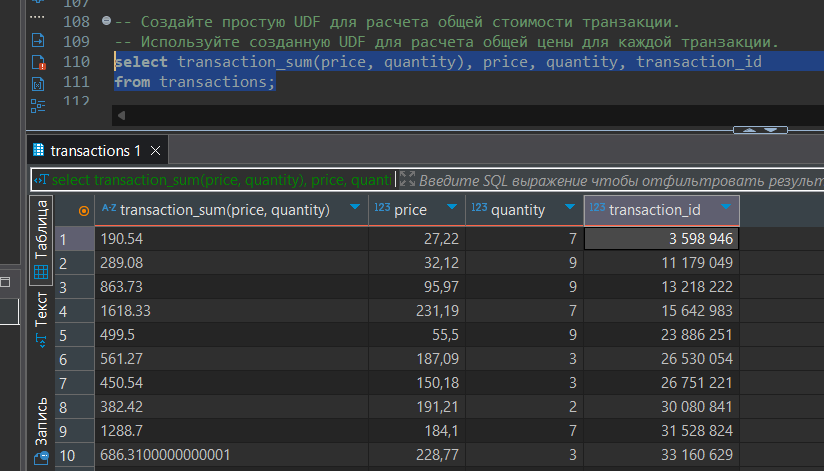 107
108 -- Создайте простую UDF для расчета общей стоимости транзакции.
109 -- Используйте созданную UDF для расчета общей цены для каждой транзакции.
110 select transaction_sum(price, quantity), price, quantity, transaction_id
111 from transactions;
112
transactions 1
select transaction_sum(price, quantity), price, quanti Введите SQL выражение чтобы отфильтровать результ
Таблица
Текст
Запись
A-Z transaction_sum(price, quantity) 123 price 123 quantity 123 transaction_id
1 190.54 27,22 7 3 598 946
2 289.08 32,12 9 11 179 049
3 863.73 95,97 9 13 218 222
4 1618.33 231,19 7 15 642 983
5 499.5 55,5 9 23 886 251
6 561.27 187,09 3 26 530 054
7 450.54 150,18 3 26 751 221
8 382.42 191,21 2 30 080 841
9 1288.7 184,1 7 31 528 824
10 686.3100000000001 228,77 3 33 160 629